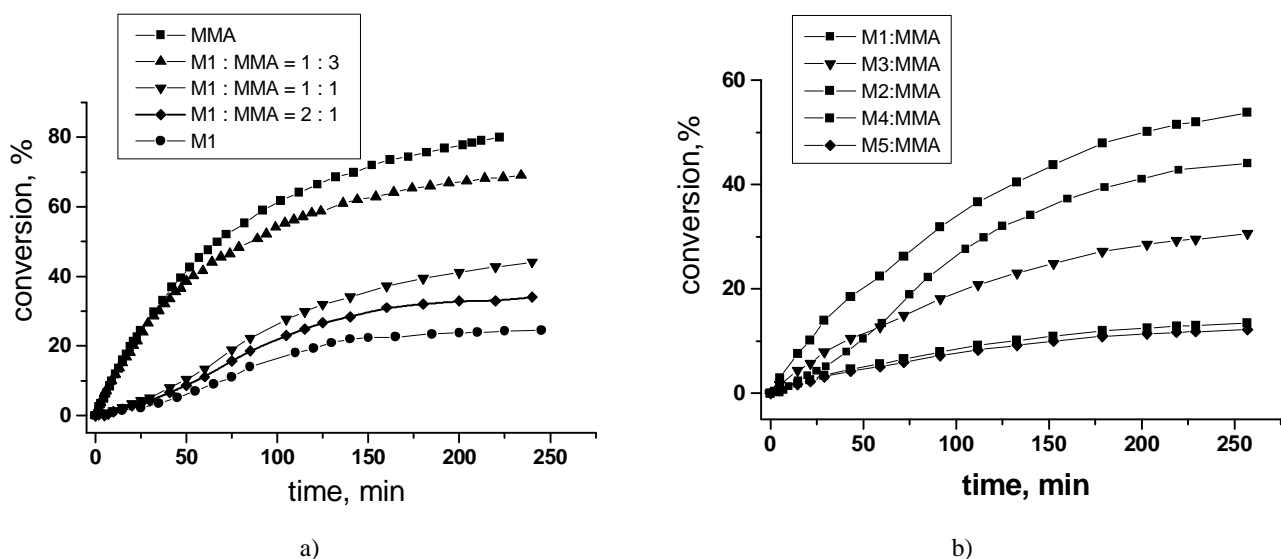 MMA
M1 : MMA = 1 : 3
M1 : MMA = 1 : 1
M1 : MMA = 2 : 1
M1
80
60
40
20
0
conversion, %
0 50 100 150 200 250
time, min
a)
M1:MMA
M3:MMA
M2:MMA
M4:MMA
M5:MMA
60
40
20
0
conversion,%
0 50 100 150 200 250
time, min
b)